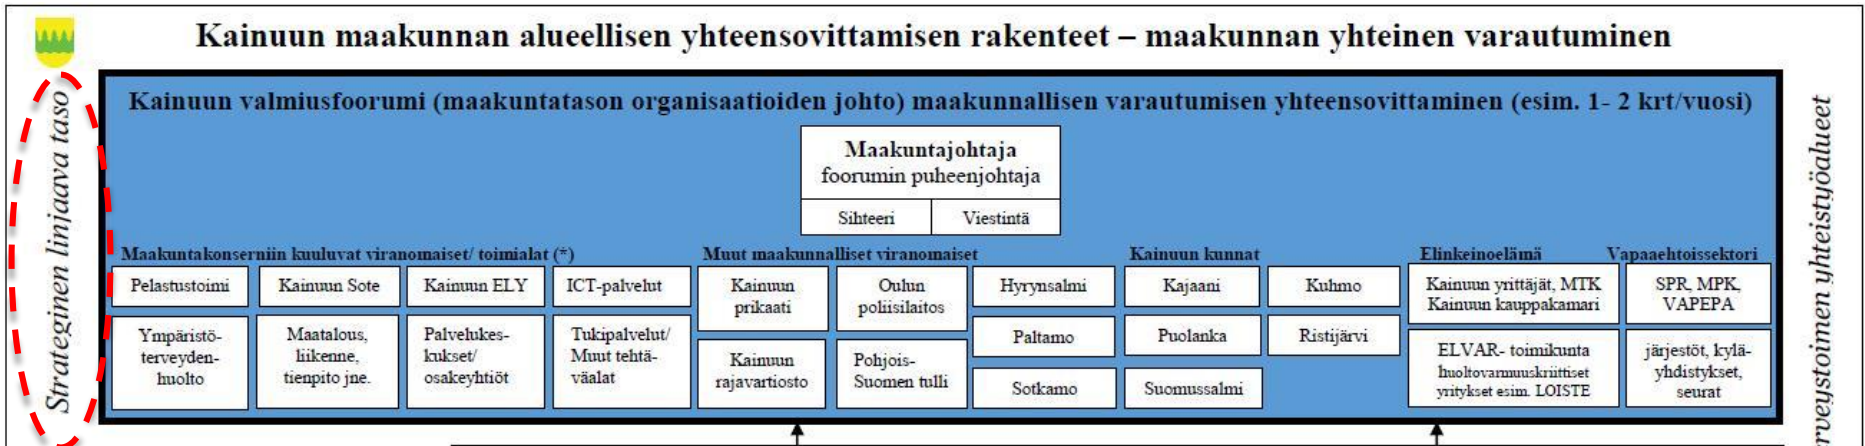 Kainuun maakunnan alueellisen yhteensovittamisen rakenteet – maakunnan yhteinen varautuminen
Strateginen linjaava taso
Kainuun valmiusfoorumi (maakuntatason organisaatioiden johto) maakunnallisen varautumisen yhteensovittaminen (esim. 1- 2 krt/vuosi)
Maakuntajohtaja
foorumin puheenjohtaja
Sihteeri
Viestintä
Maakuntakonserniin kuuluvat viranomaiset/ toimialat (*)
Pelastustoimi
Kainuun Sote
Kainuun ELY
ICT-palvelut
Ympäristö-
terveyden-
huolto
Maatalous,
liikenne,
tienpito jne.
Palvelukes-
kukset/
osakeyhtiöt
Tukipalvelut/
Muut tehtä-
väalat
Muut maakunnalliset viranomaiset
Kainuun
prikaati
Oulun
poliisilaitos
Kainuun
rajavartiosto
Pohjois-
Suomen tulli
Kainuun kunnat
Hyrynsalmi
Kajaani
Kuhmo
Paltamo
Puolanka
Ristijärvi
Sotkamo
Suomussalmi
Elinkeinoelämä
Kainuun yrittäjät, MTK
Kainuun kauppakamari
ELVAR- toimikunta
huoltovarmuuskriittiset
yritykset esim. LOISTE
Vapaaehtoissektori
SPR, MPK,
VAPEPA
järjestöt, kylä-
yhdistykset,
seurat
rveystoimen yhteistyöalueet